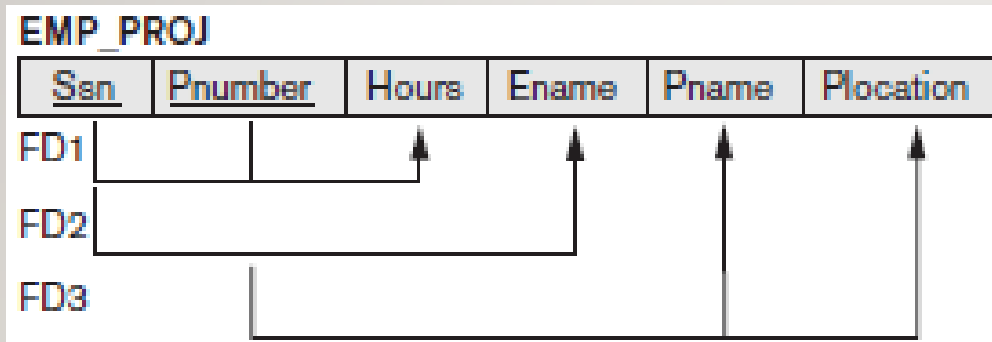 EMP_PROJ
Ssn Pnumber Hours Ename Pname Plocation
FD1
FD2
FD3